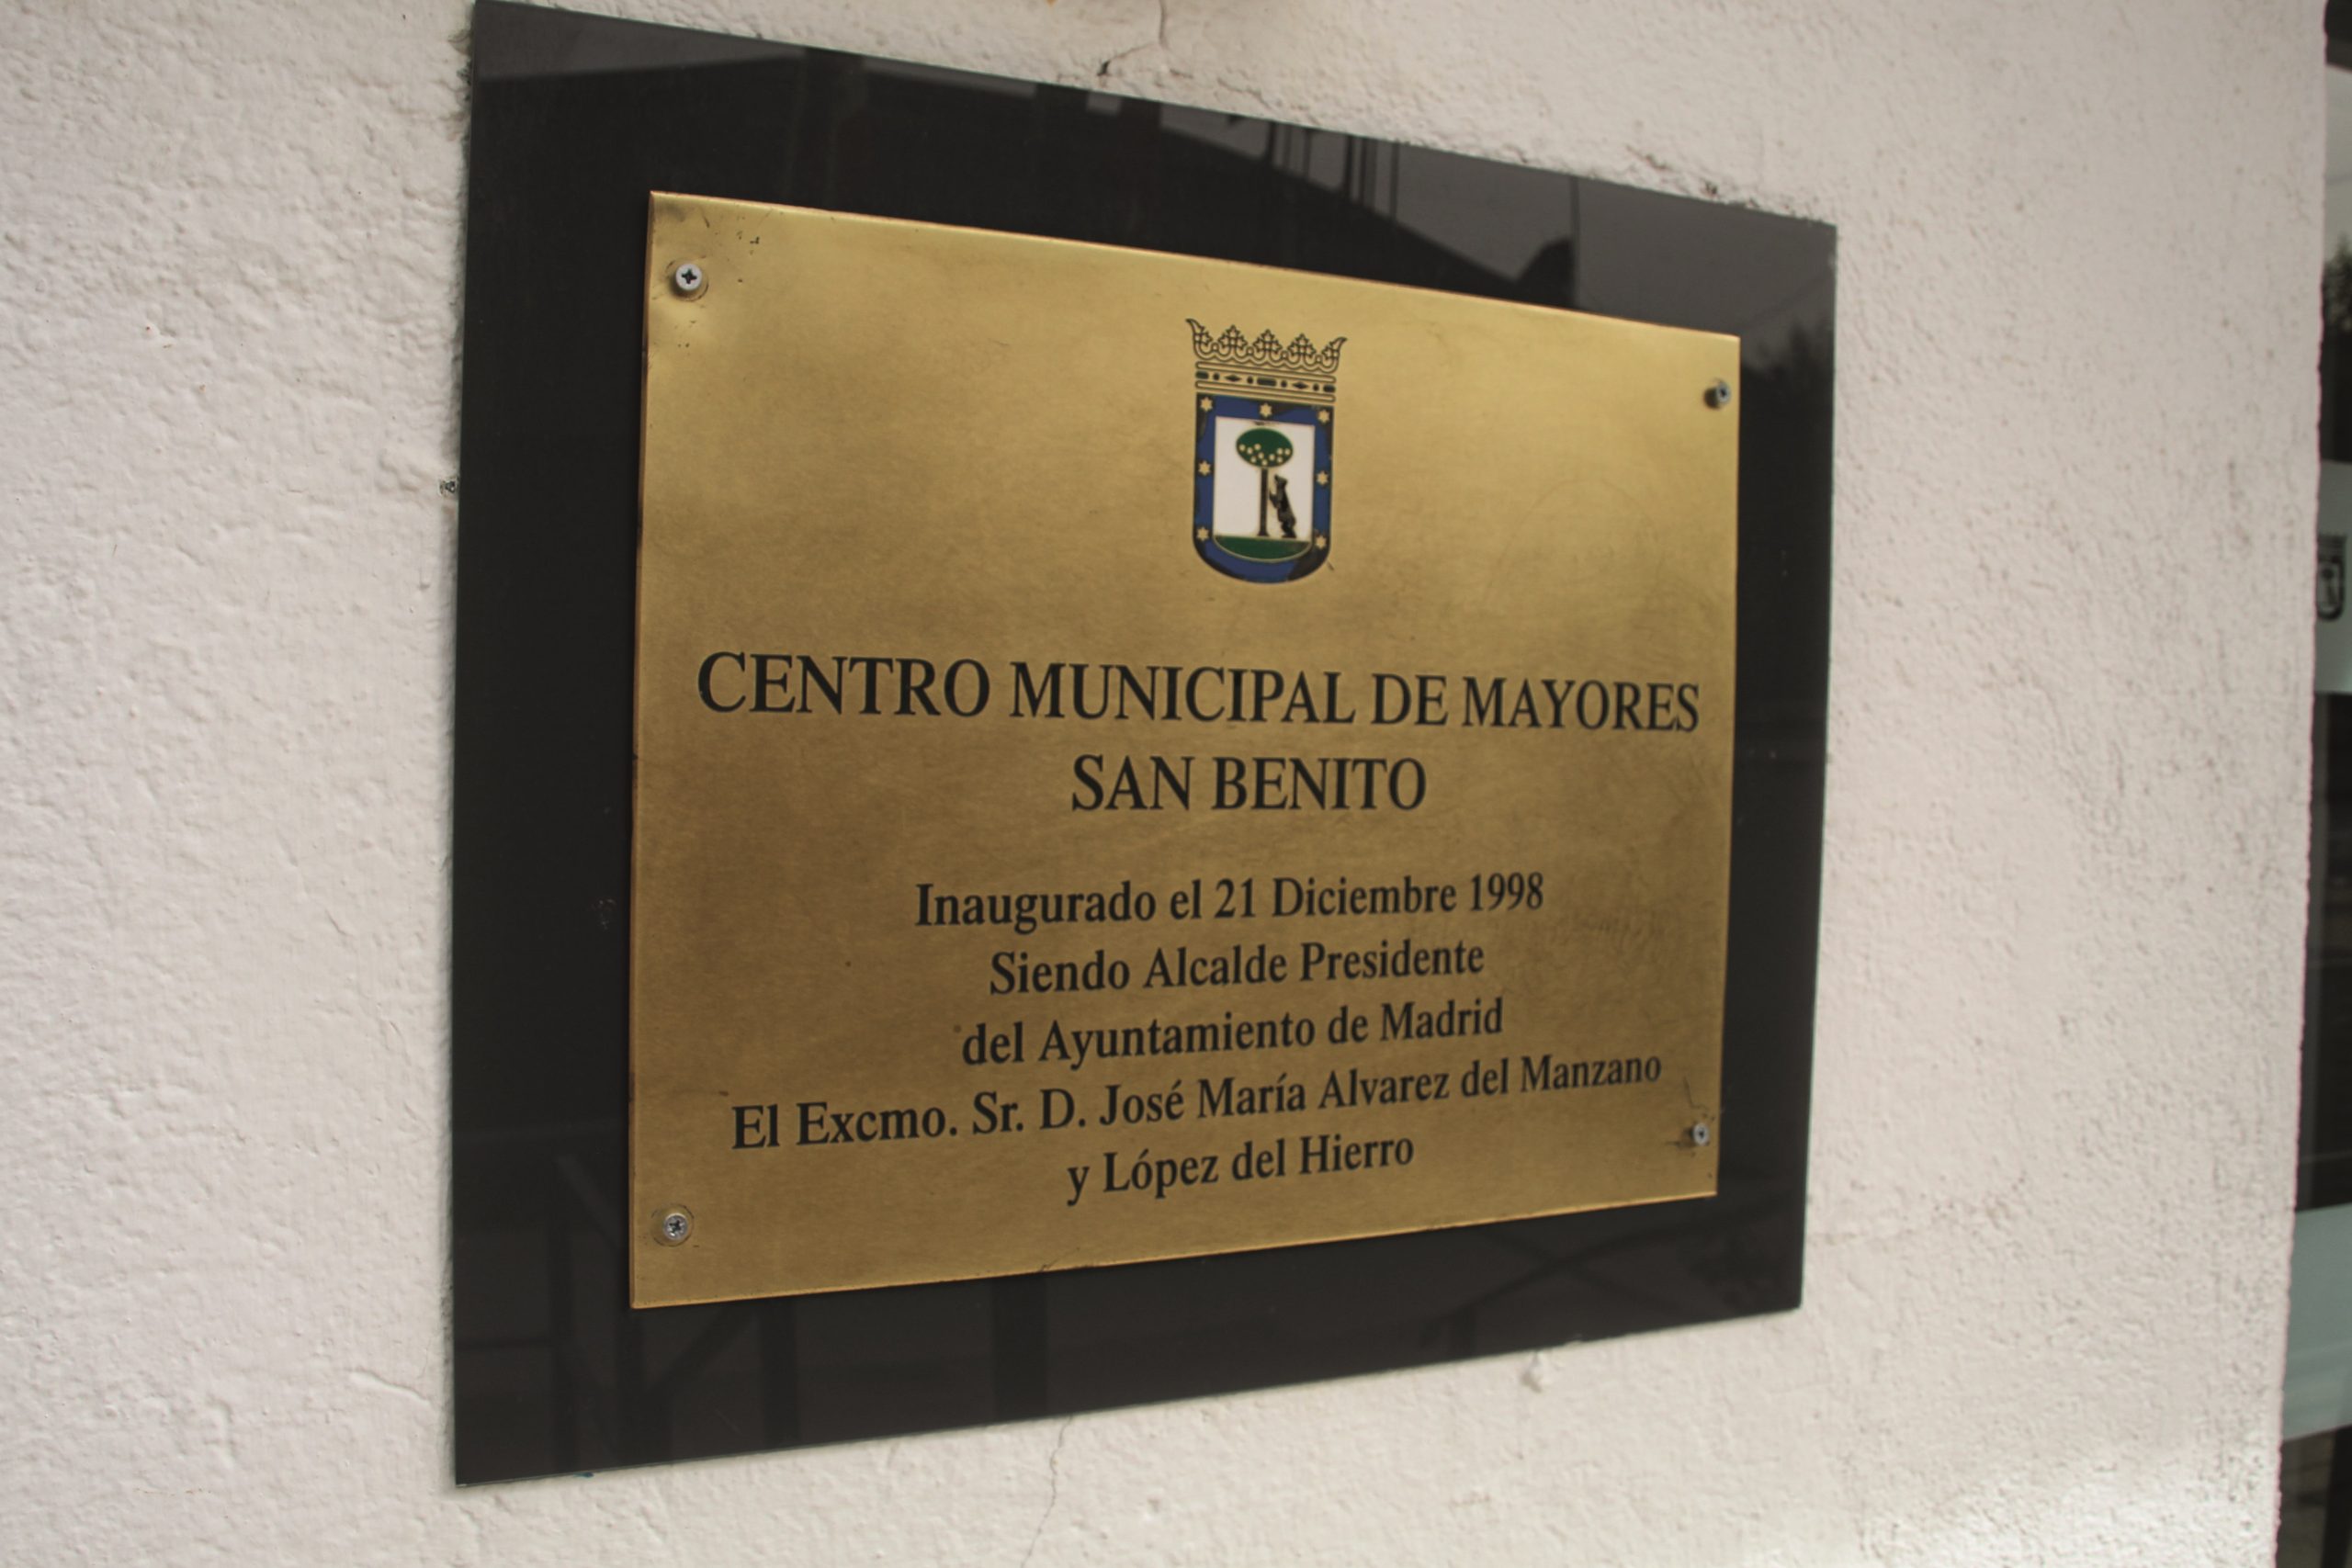 CENTRO MUNICIPAL DE MAYORES
SAN BENITO
Inaugurado el 21 Diciembre 1998
Siendo Alcalde Presidente
del Ayuntamiento de Madrid
El Excmo. Sr. D. José María Alvarez del Manzano
y López del Hierro